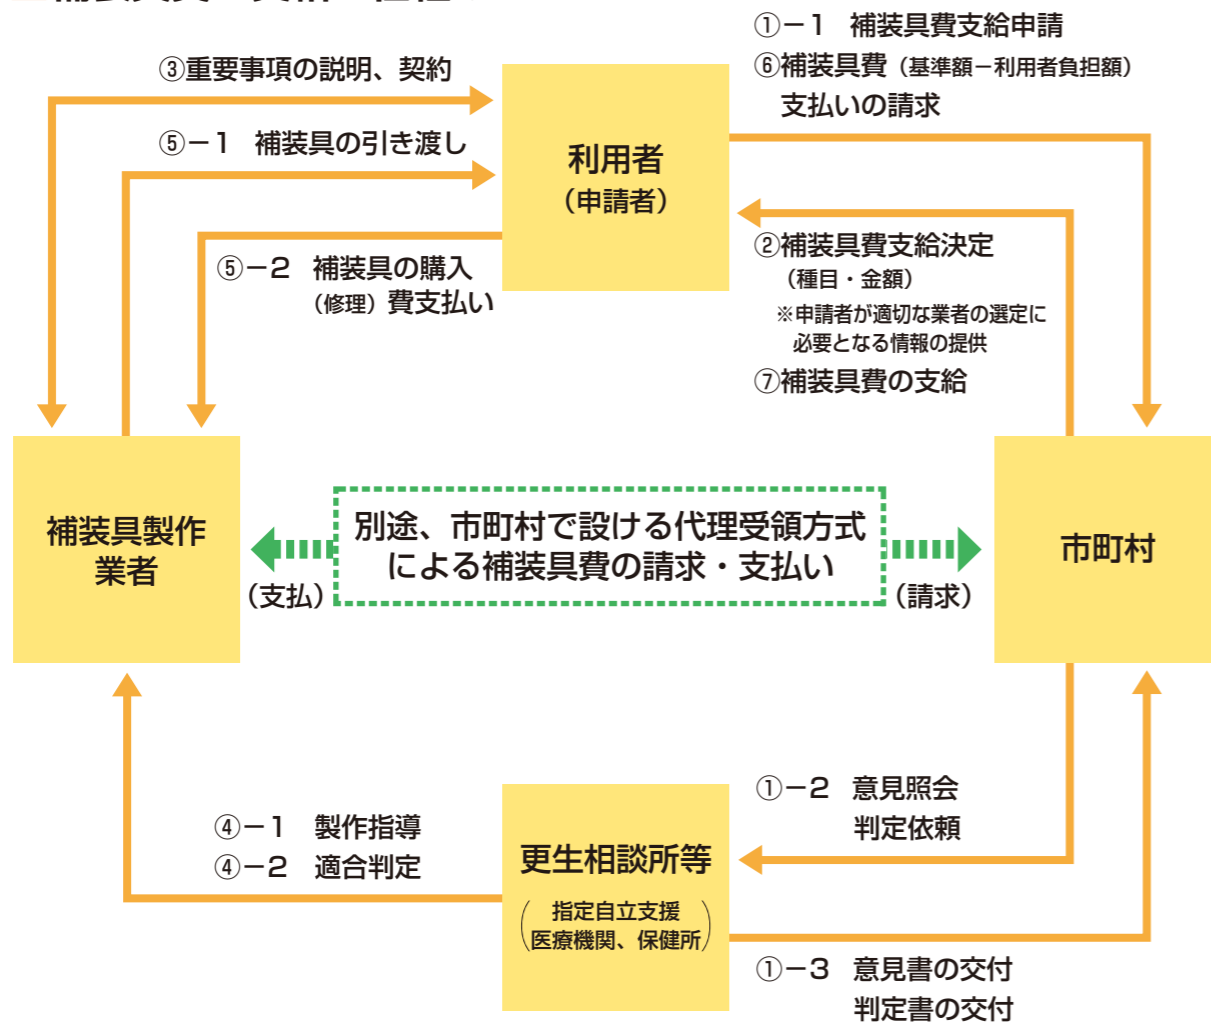 ①－1 補装具費支給申請
⑥補装具費（基準額－利用者負担額）
支払いの請求
③重要事項の説明、契約
⑤－1 補装具の引き渡し
利用者
（申請者）
⑤－2 補装具の購入
（修理）費支払い
②補装具費支給決定
（種目・金額）
※申請者が適切な業者の選定に
必要となる情報の提供
⑦補装具費の支給
補装具製作
業者
別途、市町村で設ける代理受領方式
による補装具費の請求・支払い
（支払）
（請求）
市町村
①－2 意見照会
判定依頼
④－1 製作指導
④－2 適合判定
更生相談所等
（指定自立支援
医療機関、保健所）
①－3 意見書の交付
判定書の交付